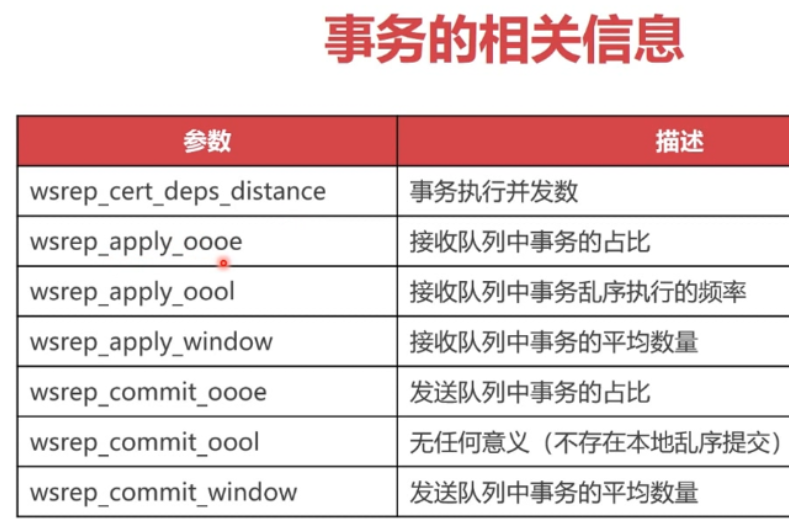 事务的相关信息
参数 描述
wsrep_cert_deps_distance 事务执行并发数
wsrep_apply_oooe 接收队列中事务的占比
wsrep_apply_oool 接收队列中事务乱序执行的频率
wsrep_apply_window 接收队列中事务的平均数量
wsrep_commit_oooe 发送队列中事务的占比
wsrep_commit_oool 无任何意义（不存在本地乱序提交）
wsrep_commit_window 发送队列中事务的平均数量